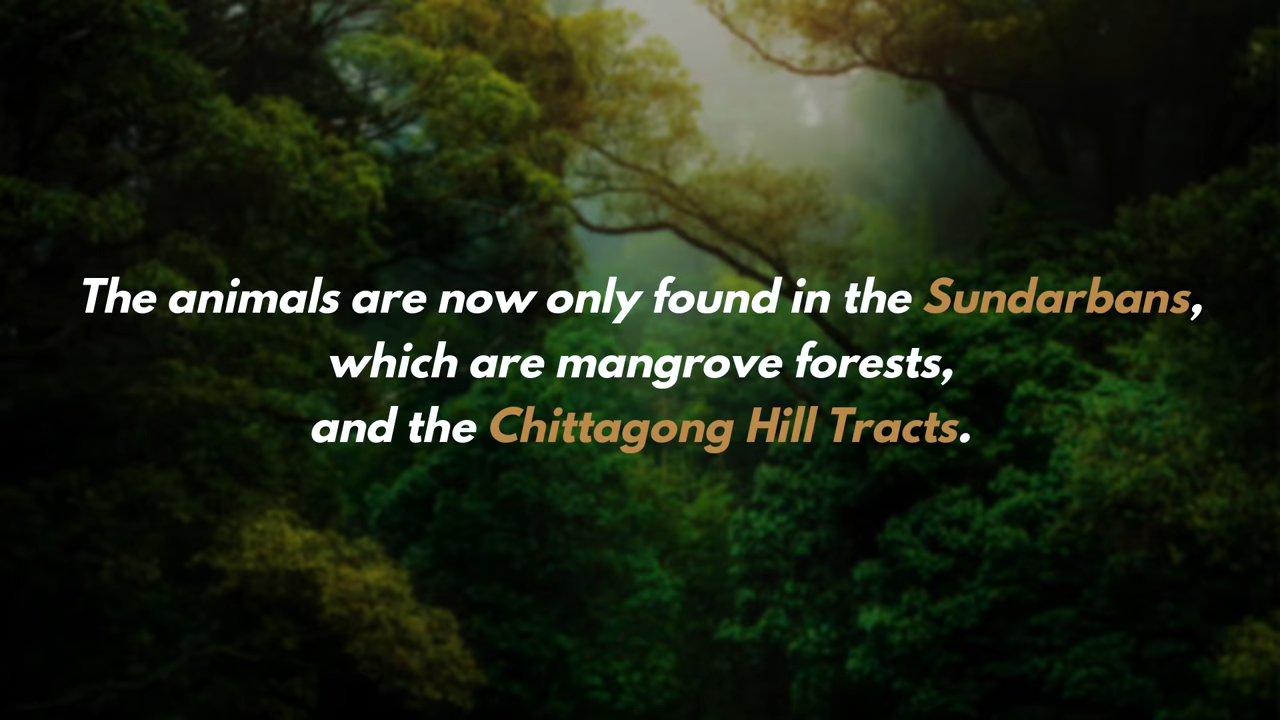 The animals are now only found in the Sundarbans,
which are mangrove forests,
and the Chittagong Hill Tracts.